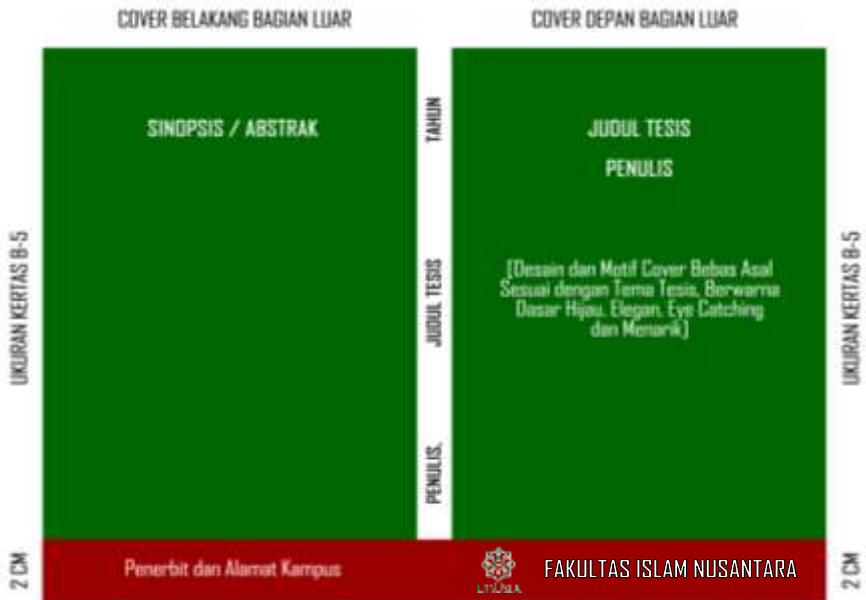 COVER BELAKANG BAGIAN LUAR
COVER DEPAN BAGIAN LUAR
UKURAN KERTAS B-5
2 CM
SINOPSIS / ABSTRAK
Penerbit dan Alamat Kampus
TAHUN
JUDUL TESIS
PENULIS.
JUDUL TESIS
PENULIS
[Desain dan Motif Cover Bebas Asal
Sesuai dengan Tema Tesis, Berwarna
Dasar Hijau, Elegan, Eye Catching
dan Menarik]
FAKULTAS ISLAM NUSANTARA
UKURAN KERTAS B-5
2 CM